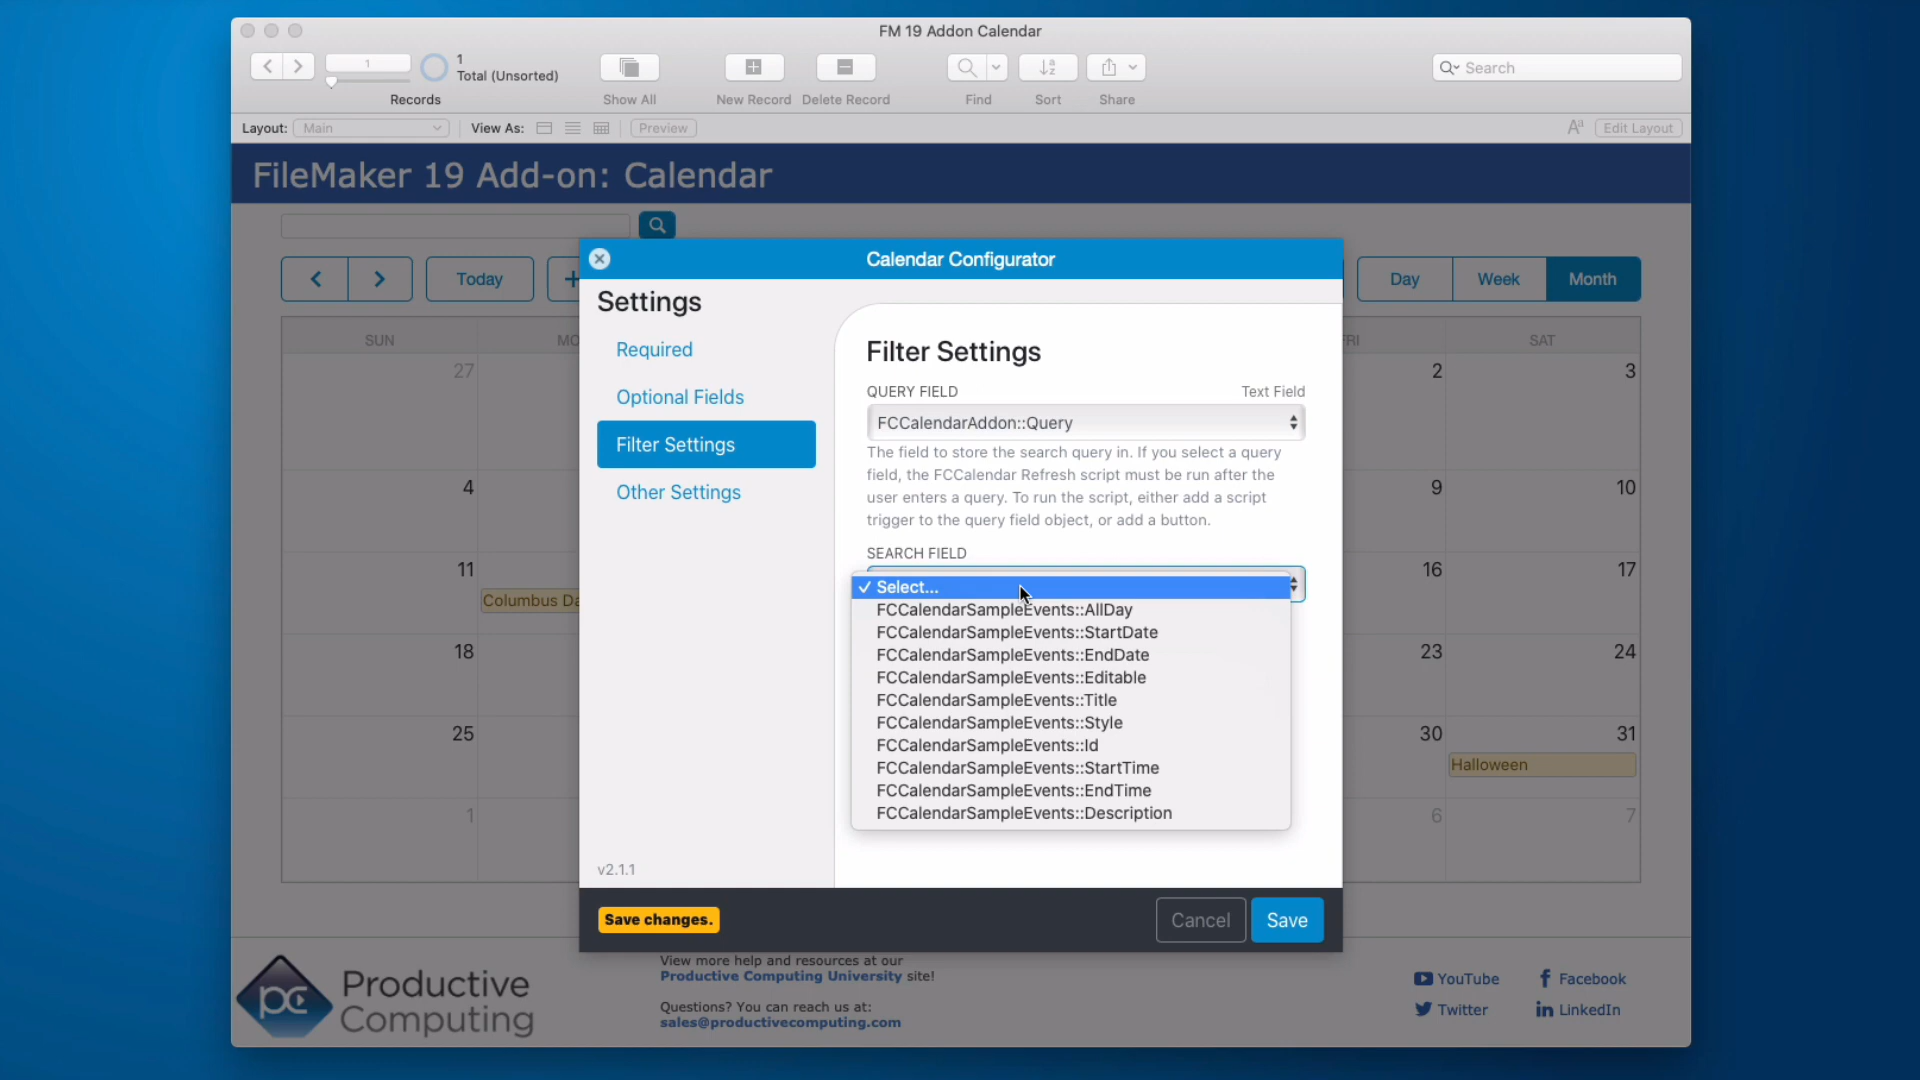 FM 19 Addon Calendar
1
1
Total (Unsorted)
Records
Show All
New Record
Delete Record
Find
Sort
Share
Search
Layout:
Main
View As:
Preview
Aa
Edit Layout
FileMaker 19 Add-on: Calendar
Today
Day
Week
Month
Calendar Configurator
Settings
Required
Optional Fields
Filter Settings
Other Settings
v2.1.1
Filter Settings
QUERY FIELD
Text Field
FCCalendarAddon::Query
The field to store the search query in. If you select a query
field, the FCCalendar Refresh script must be run after the
user enters a query. To run the script, either add a script
trigger to the query field object, or add a button.
SEARCH FIELD
✓ Select...
FCCalendarSampleEvents::AllDay
FCCalendarSampleEvents::StartDate
FCCalendarSampleEvents::EndDate
FCCalendarSampleEvents::Editable
FCCalendarSampleEvents::Title
FCCalendarSampleEvents::Style
FCCalendarSampleEvents::Id
FCCalendarSampleEvents::StartTime
FCCalendarSampleEvents::EndTime
FCCalendarSampleEvents::Description
Save changes.
Cancel
Save
SUN
MO
FRI
SAT
27
2
3
4
9
10
11
Columbus Da
16
17
18
23
24
25
30
31
Halloween
1
6
7
pc
Productive
Computing
View more help and resources at our
Productive Computing University site!
Questions? You can reach us at:
sales@productivecomputing.com
YouTube
Facebook
Twitter
LinkedIn